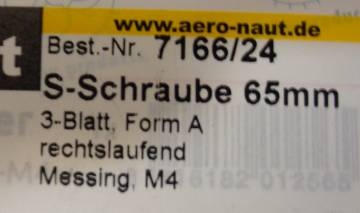 www.aero-naut.de
t Best.-Nr. 7166/24
S-Schraube 65mm
3-Blatt, Form A
rechtslaufend
Messing, M4